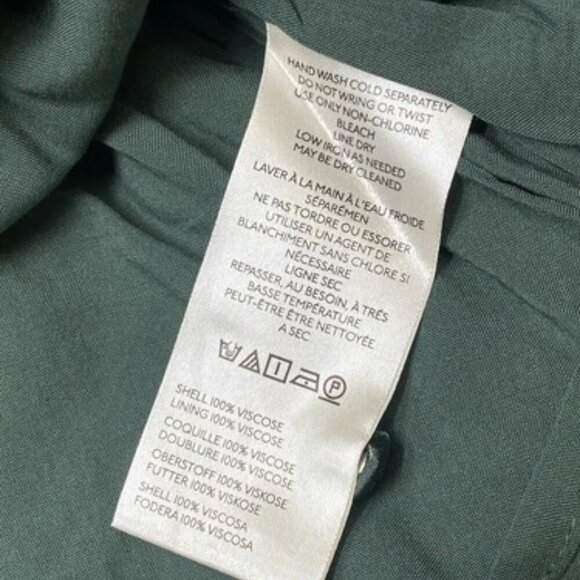 HAND WASH COLD SEPARATELY
DO NOT WRING OR TWIST
USE ONLY NON-CHLORINE
BLEACH
LINE DRY
LOW IRON AS NEEDED
MAY BE DRY CLEANED
LAVER À LA MAIN À L'EAU FROIDE
SÉPARÉMEN
NE PAS TORDRE OU ESSORER
UTILISER UN AGENT DE
BLANCHIMENT SANS CHLORE SI
NÉCESSAIRE
LIGNE SEC
REPASSER, AU BESOIN, À TRÉS
BASSE TEMPÉRATURE
PEUT-ÉTRE ÉTRE NETTOYÉE
A SEC
P
SHELL 100% VISCOSE
LINING 100% VISCOSE
COQUILLE 100% VISCOSE
DOUBLURE 100% VISCOSE
OBERSTOFF 100% VISKOSE
FUTTER 100% VISKOSE
SHELL 100% VISCOSA
FODERA 100% VISCOSA